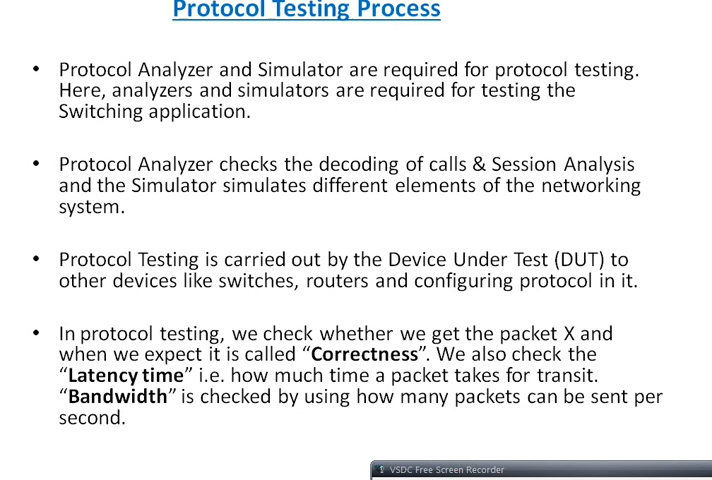 Protocol Testing Process
• Protocol Analyzer and Simulator are required for protocol testing.
Here, analyzers and simulators are required for testing the
Switching application.
• Protocol Analyzer checks the decoding of calls & Session Analysis
and the Simulator simulates different elements of the networking
system.
• Protocol Testing is carried out by the Device Under Test (DUT) to
other devices like switches, routers and configuring protocol in it.
• In protocol testing, we check whether we get the packet X and
when we expect it is called “Correctness”. We also check the
“Latency time” i.e. how much time a packet takes for transit.
“Bandwidth” is checked by using how many packets can be sent per
second.
VSDC Free Screen Recorder